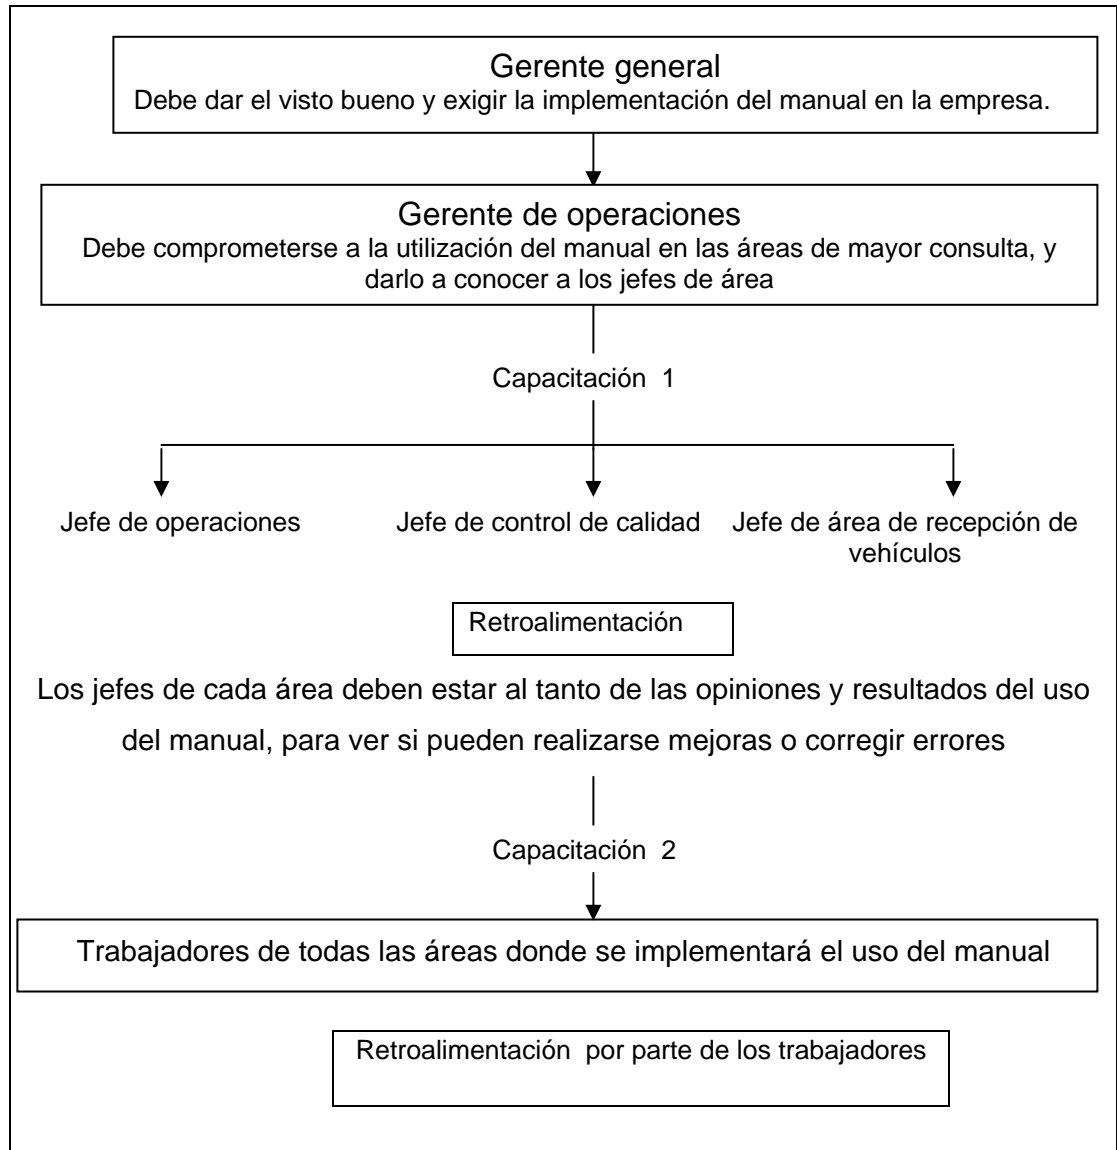 Gerente general
Debe dar el visto bueno y exigir la implementación del manual en la empresa.
Gerente de operaciones
Debe comprometerse a la utilización del manual en las áreas de mayor consulta, y
darlo a conocer a los jefes de área
Capacitación 1
Jefe de operaciones
Jefe de control de calidad
Jefe de área de recepción de
vehículos
Retroalimentación
Los jefes de cada área deben estar al tanto de las opiniones y resultados del uso
del manual, para ver si pueden realizarse mejoras o corregir errores
Capacitación 2
Trabajadores de todas las áreas donde se implementará el uso del manual
Retroalimentación por parte de los trabajadores